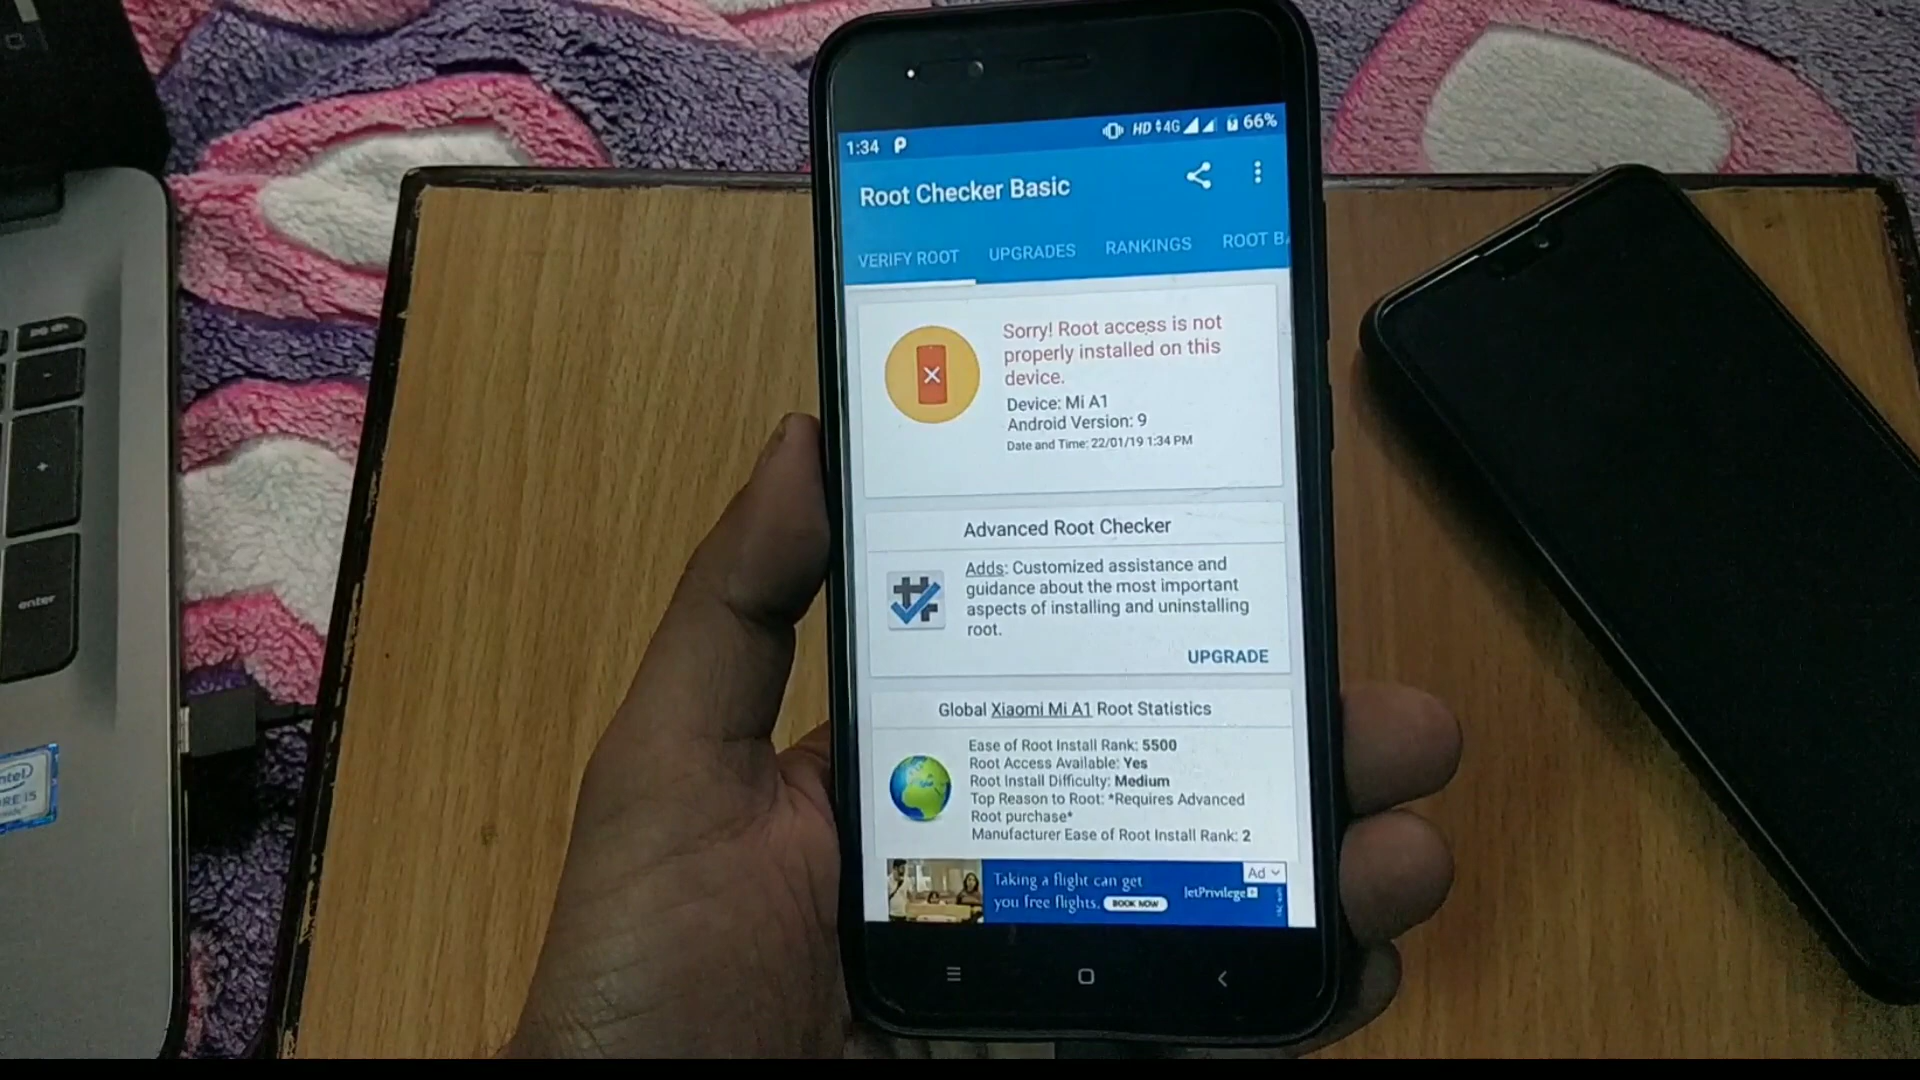 1:34 P HD 4G 66%
Root Checker Basic
VERIFY ROOT UPGRADES RANKINGS ROOT BA
Sorry! Root access is not
properly installed on this
device.
Device: Mi A1
Android Version: 9
Date and Time: 22/01/19 1:34 PM
Advanced Root Checker
Adds: Customized assistance and
guidance about the most important
aspects of installing and uninstalling
root.
UPGRADE
Global Xiaomi Mi A1 Root Statistics
Ease of Root Install Rank: 5500
Root Access Available: Yes
Root Install Difficulty: Medium
Top Reason to Root: *Requires Advanced
Root purchase*
Manufacturer Ease of Root Install Rank: 2
Taking a flight can get
you free flights. BOOK NOW
JetPrivilege
Ad
enter
intel
CORE i5